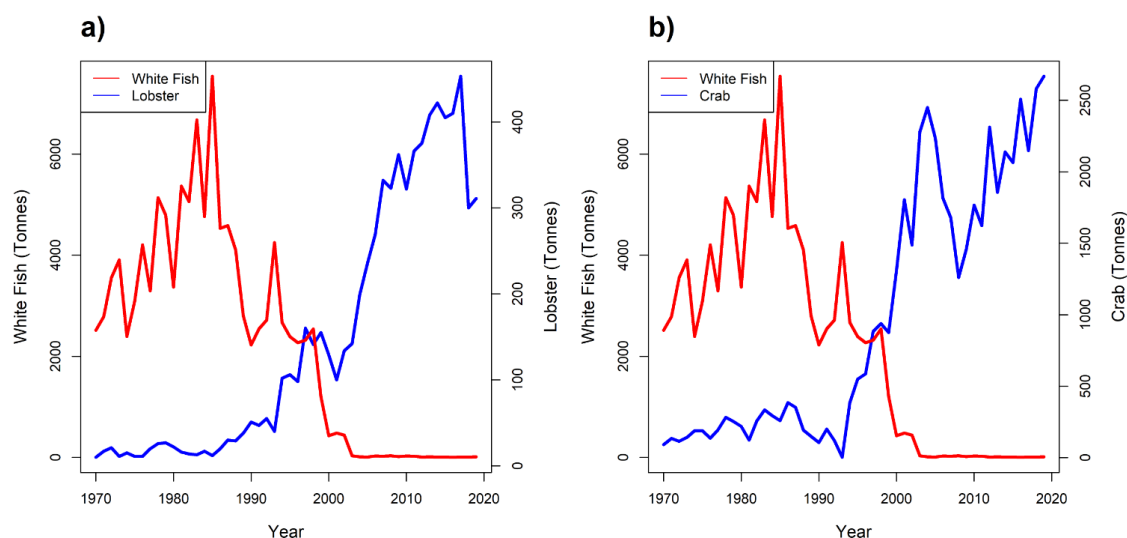 a)
White Fish
Lobster
White Fish (Tonnes)
6000
4000
2000
0
400
300
200
100
0
Lobster (Tonnes)
1970 1980 1990 2000 2010 2020
Year
b)
White Fish
Crab
White Fish (Tonnes)
6000
4000
2000
0
2500
2000
1500
1000
500
0
Crab (Tonnes)
1970 1980 1990 2000 2010 2020
Year